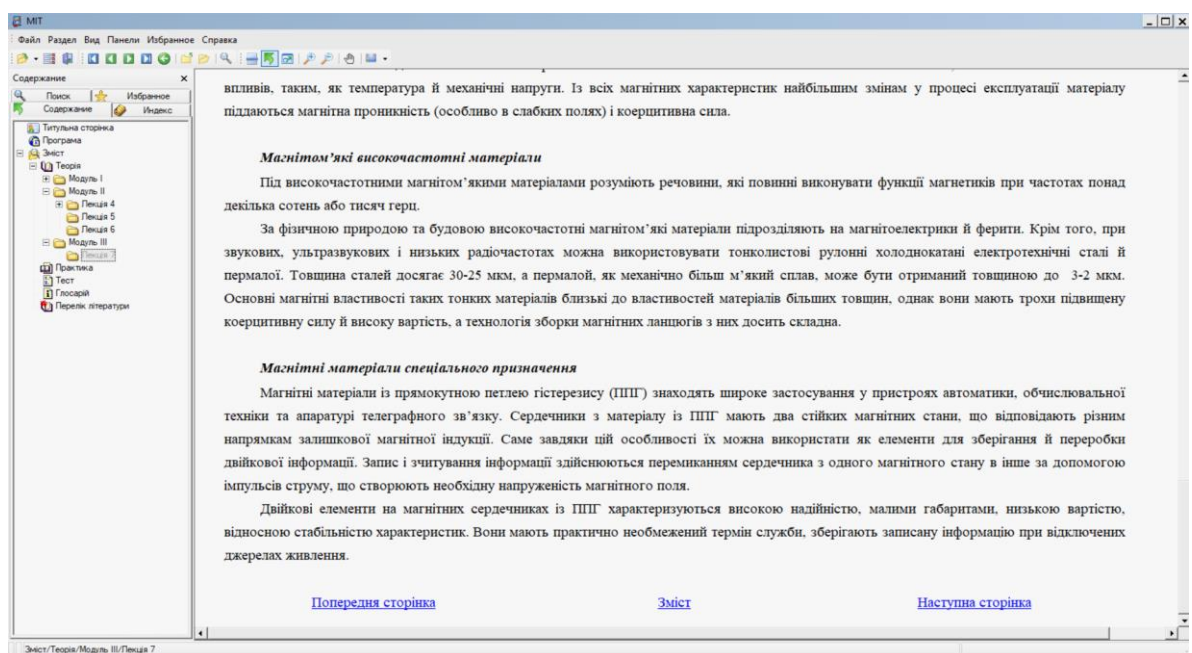 MIT
Файл Раздел Вид Панели Избранное Справка
Содержание
Поиск Избранное
Содержание Индекс
Титульна сторінка
Програма
Зміст
Теорія
Модуль I
Модуль II
Лекція 4
Лекція 5
Лекція 6
Модуль III
Лекція 7
Практика
Тест
Глосарій
Перелік літератури
впливів, таким, як температура й механічні напруги. Із всіх магнітних характеристик найбільшим змінам у процесі експлуатації матеріалу
піддаються магнітна проникність (особливо в слабких полях) і коерцитивна сила.
Магнітом’які високочастотні матеріали
Під високочастотними магнітом’якими матеріалами розуміють речовини, які повинні виконувати функції магнетиків при частотах понад
декілька сотень або тисяч герц.
За фізичною природою та будовою високочастотні магнітом’які матеріали підрозділяють на магнітоелектрики й ферити. Крім того, при
звукових, ультразвукових і низьких радіочастотах можна використовувати тонколистові рулонні холоднокатані електротехнічні сталі й
пермалої. Товщина сталей досягає 30-25 мкм, а пермалой, як механічно більш м’який сплав, може бути отриманий товщиною до 3-2 мкм.
Основні магнітні властивості таких тонких матеріалів близькі до властивостей матеріалів більших товщин, однак вони мають трохи підвищену
коерцитивну силу й високу вартість, а технологія зборки магнітних ланцюгів з них досить складна.
Магнітні матеріали спеціального призначення
Магнітні матеріали із прямокутною петлею гістерезису (ППГ) знаходять широке застосування у пристроях автоматики, обчислювальної
техніки та апаратурі телеграфного зв’язку. Сердечники з матеріалу із ППГ мають два стійких магнітних стани, що відповідають різним
напрямкам залишкової магнітної індукції. Саме завдяки цій особливості їх можна використати як елементи для зберігання й переробки
двійкової інформації. Запис і зчитування інформації здійснюються перемиканням сердечника з одного магнітного стану в інше за допомогою
імпульсів струму, що створюють необхідну напруженість магнітного поля.
Двійкові елементи на магнітних сердечниках із ППГ характеризуються високою надійністю, малими габаритами, низькою вартістю,
відносною стабільністю характеристик. Вони мають практично необмежений термін служби, зберігають записану інформацію при відключених
джерелах живлення.
Попередня сторінка Зміст Наступна сторінка
Зміст/Теорія/Модуль III/Лекція 7